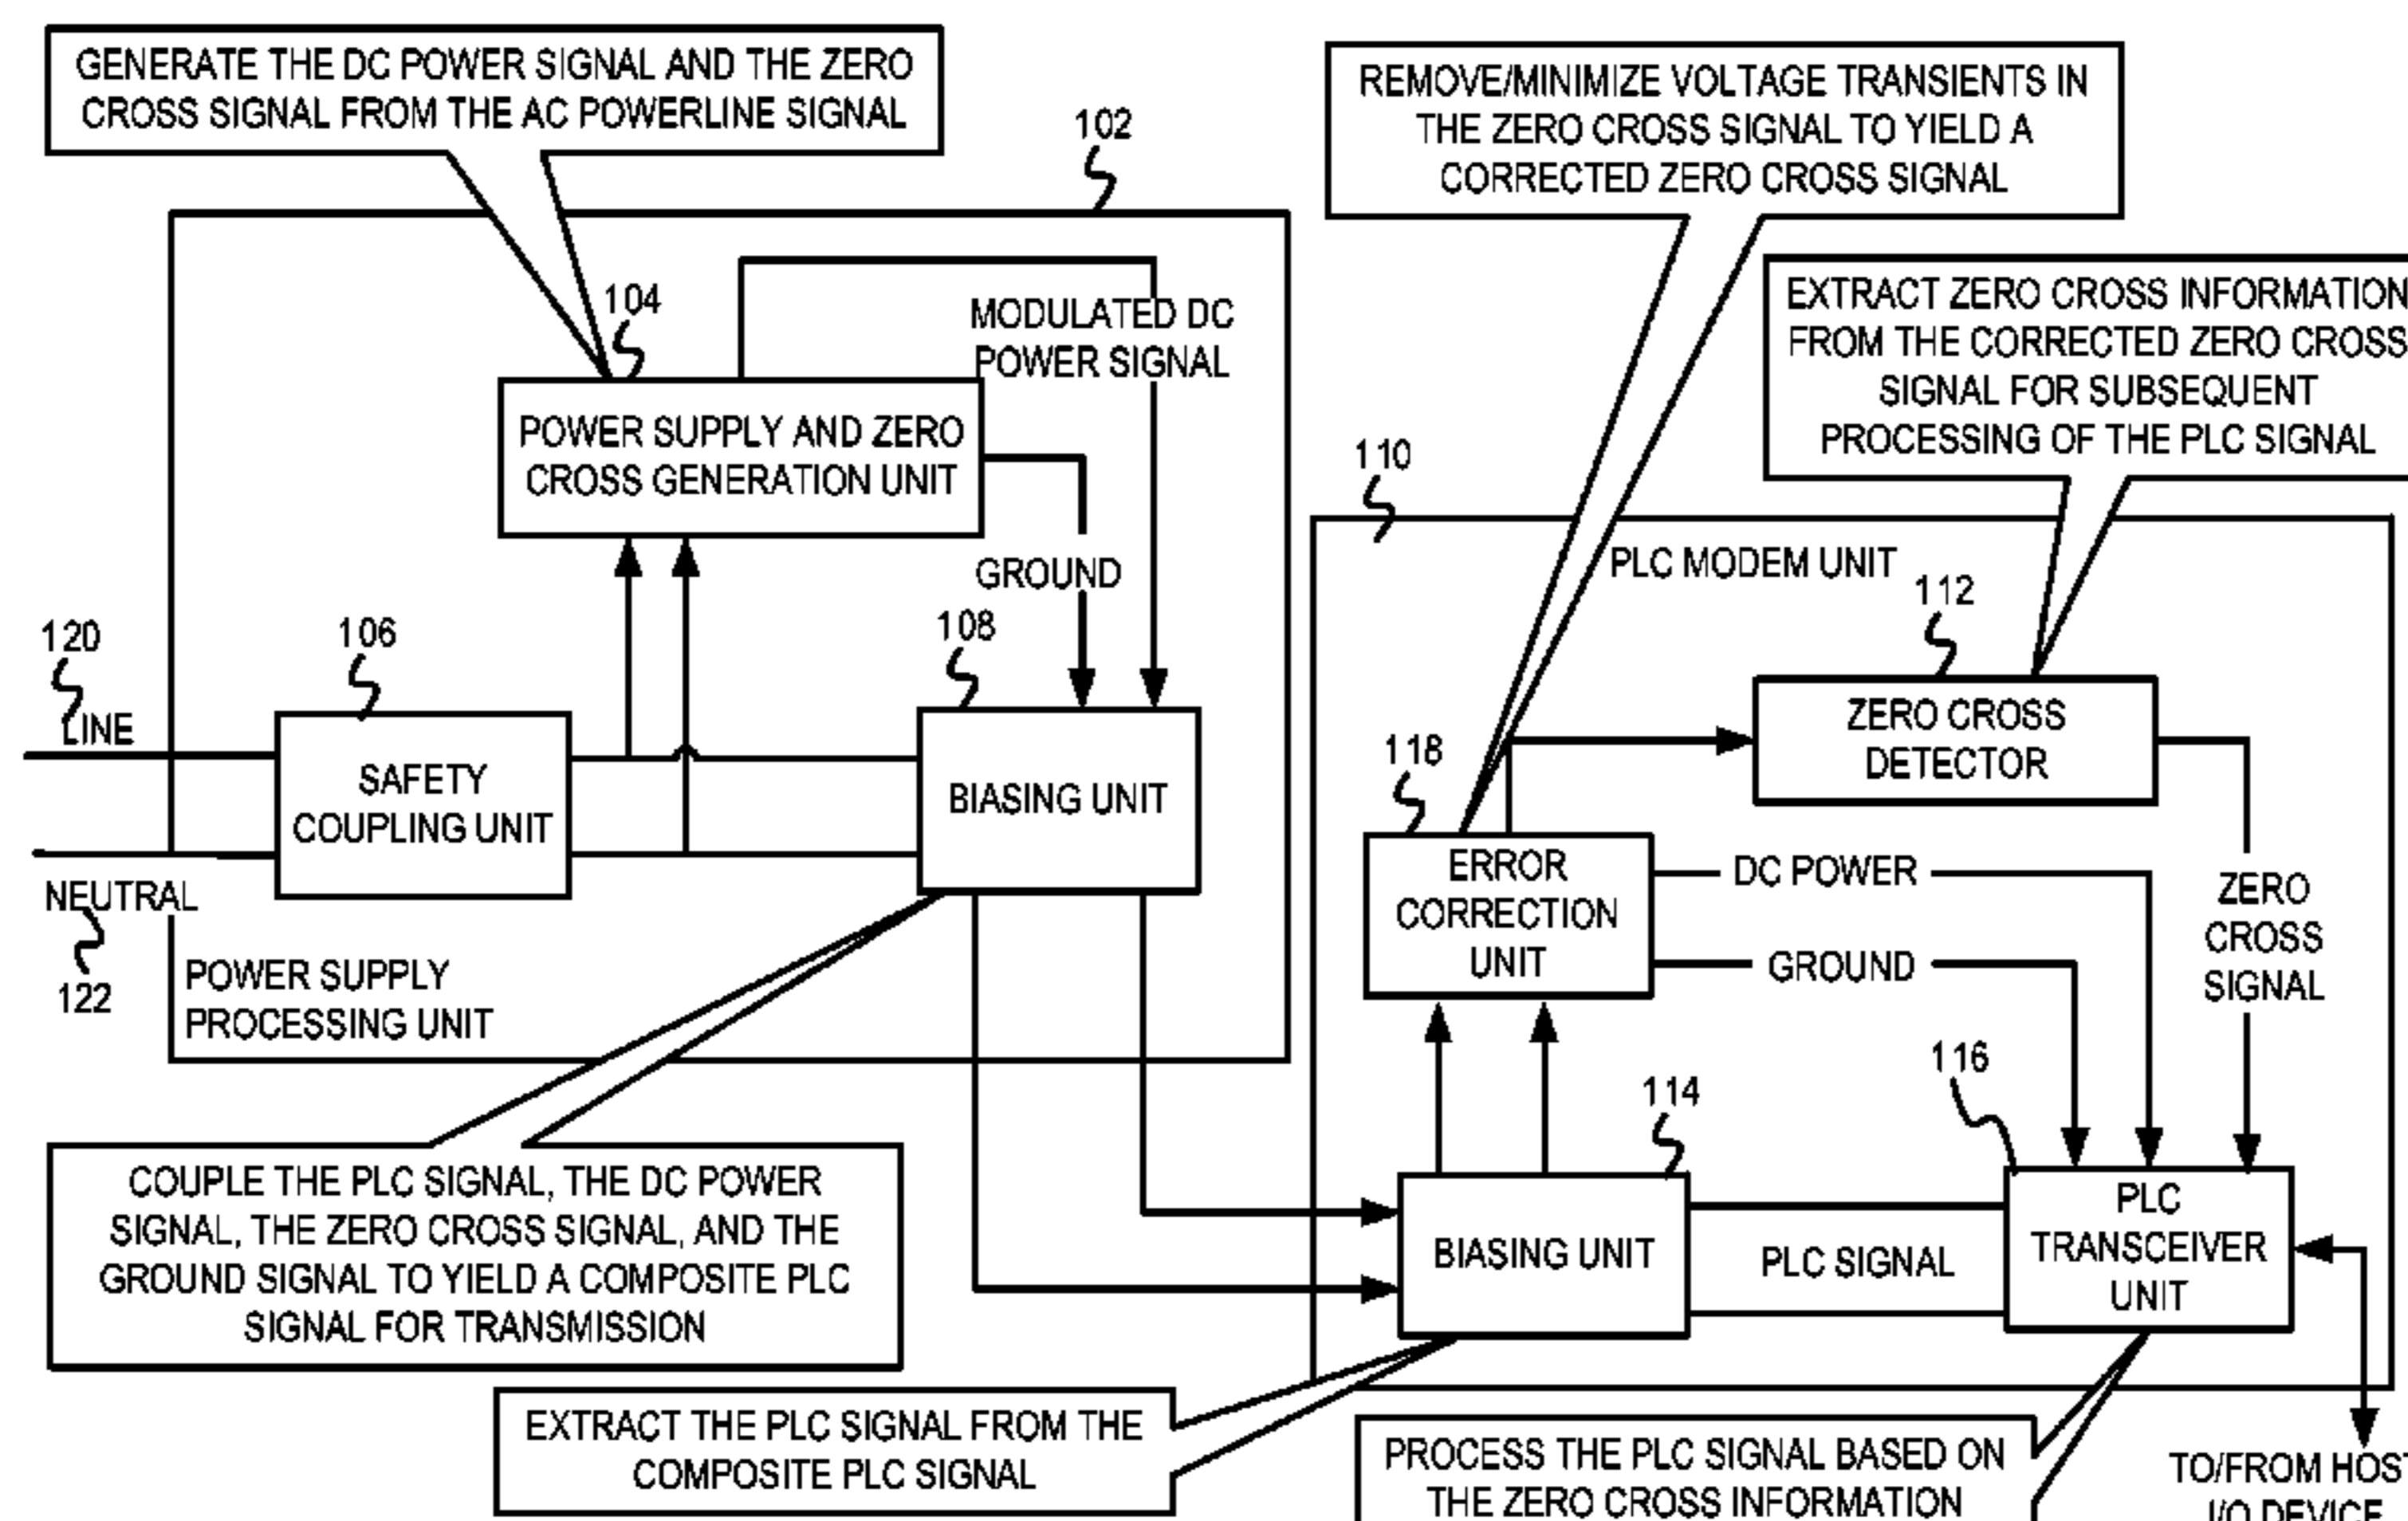 GENERATE THE DC POWER SIGNAL AND THE ZERO
CROSS SIGNAL FROM THE AC POWERLINE SIGNAL
102
REMOVE/MINIMIZE VOLTAGE TRANSIENTS IN
THE ZERO CROSS SIGNAL TO YIELD A
CORRECTED ZERO CROSS SIGNAL
EXTRACT ZERO CROSS INFORMATION
FROM THE CORRECTED ZERO CROSS
SIGNAL FOR SUBSEQUENT
PROCESSING OF THE PLC SIGNAL
104
MODULATED DC
POWER SIGNAL
POWER SUPPLY AND ZERO
CROSS GENERATION UNIT
GROUND
110
PLC MODEM UNIT
112
120
LINE
106
108
SAFETY
COUPLING UNIT
BIASING UNIT
ZERO CROSS
DETECTOR
118
ERROR
CORRECTION
UNIT
DC POWER
GROUND
ZERO
CROSS
SIGNAL
NEUTRAL
122
POWER SUPPLY
PROCESSING UNIT
114
116
BIASING UNIT
PLC SIGNAL
PLC
TRANSCEIVER
UNIT
COUPLE THE PLC SIGNAL, THE DC POWER
SIGNAL, THE ZERO CROSS SIGNAL, AND THE
GROUND SIGNAL TO YIELD A COMPOSITE PLC
SIGNAL FOR TRANSMISSION
EXTRACT THE PLC SIGNAL FROM THE
COMPOSITE PLC SIGNAL
PROCESS THE PLC SIGNAL BASED ON
THE ZERO CROSS INFORMATION
TO/FROM HOST
I/O DEVICE